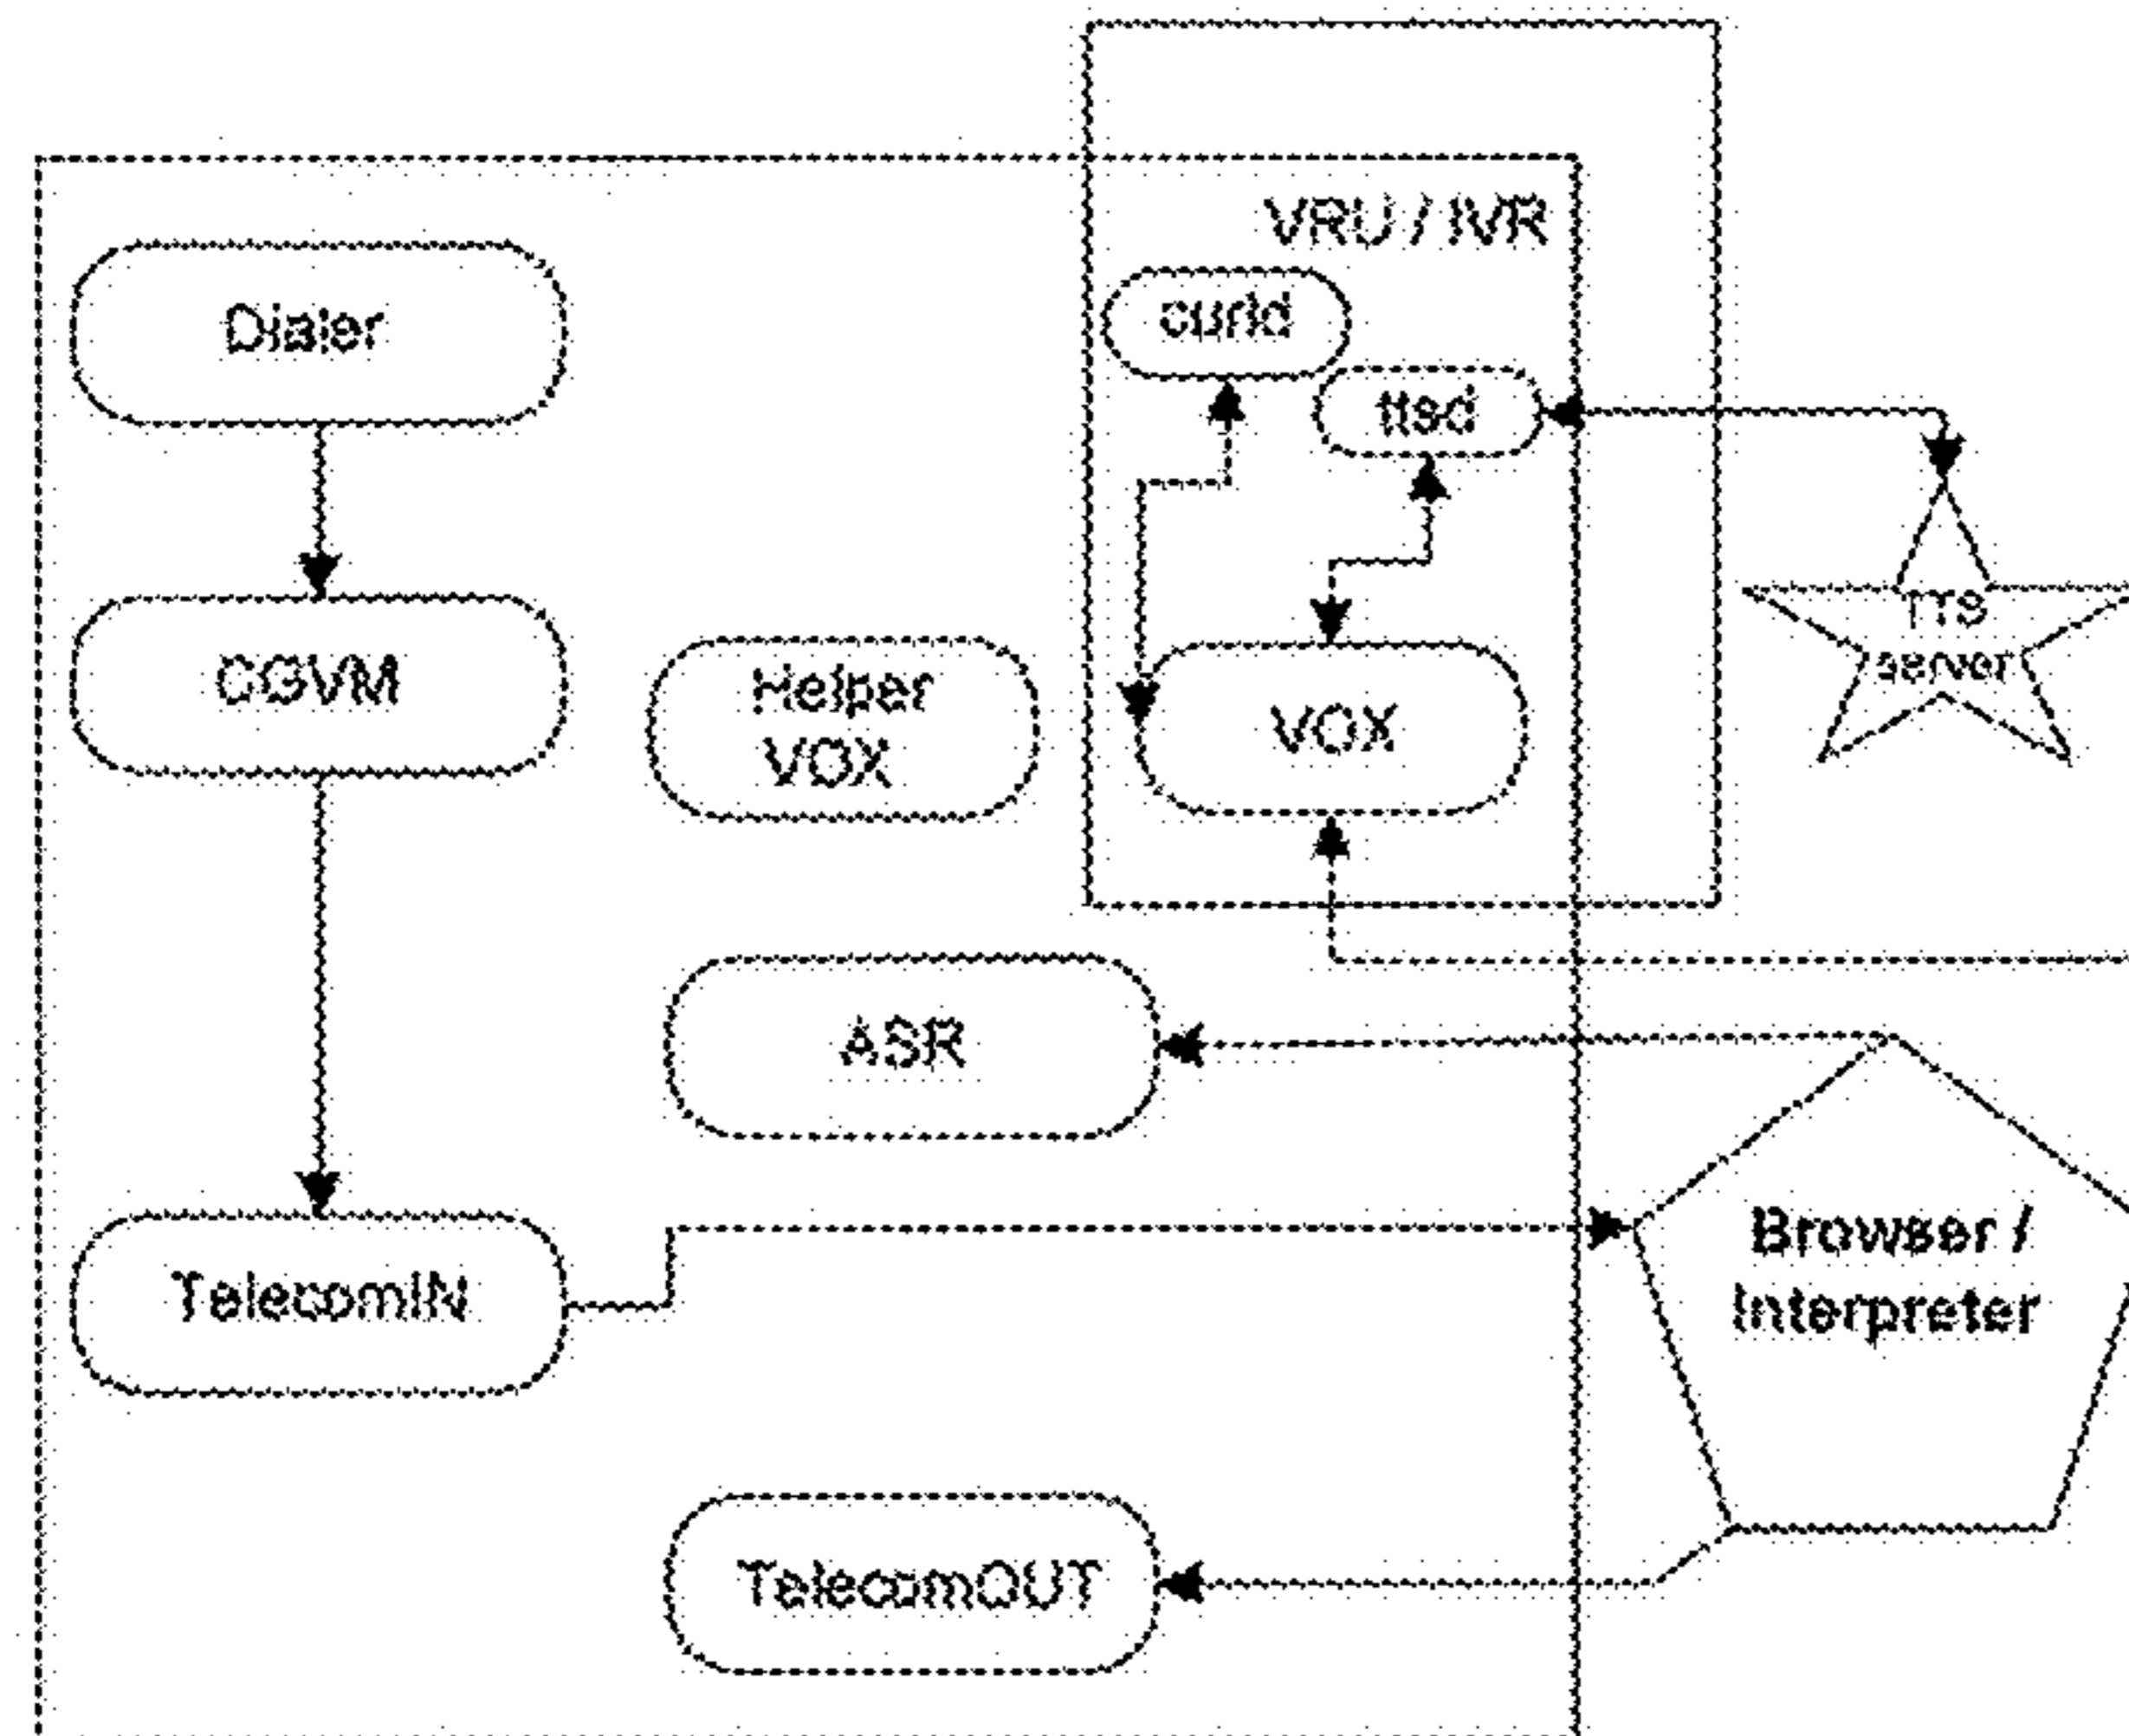 VRU / IVR
Dialer
curld
ttsd
CGVM
Helper
VOX
VOX
TTS
server
ASR
TelecomIN
Browser /
Interpreter
TelecomOUT